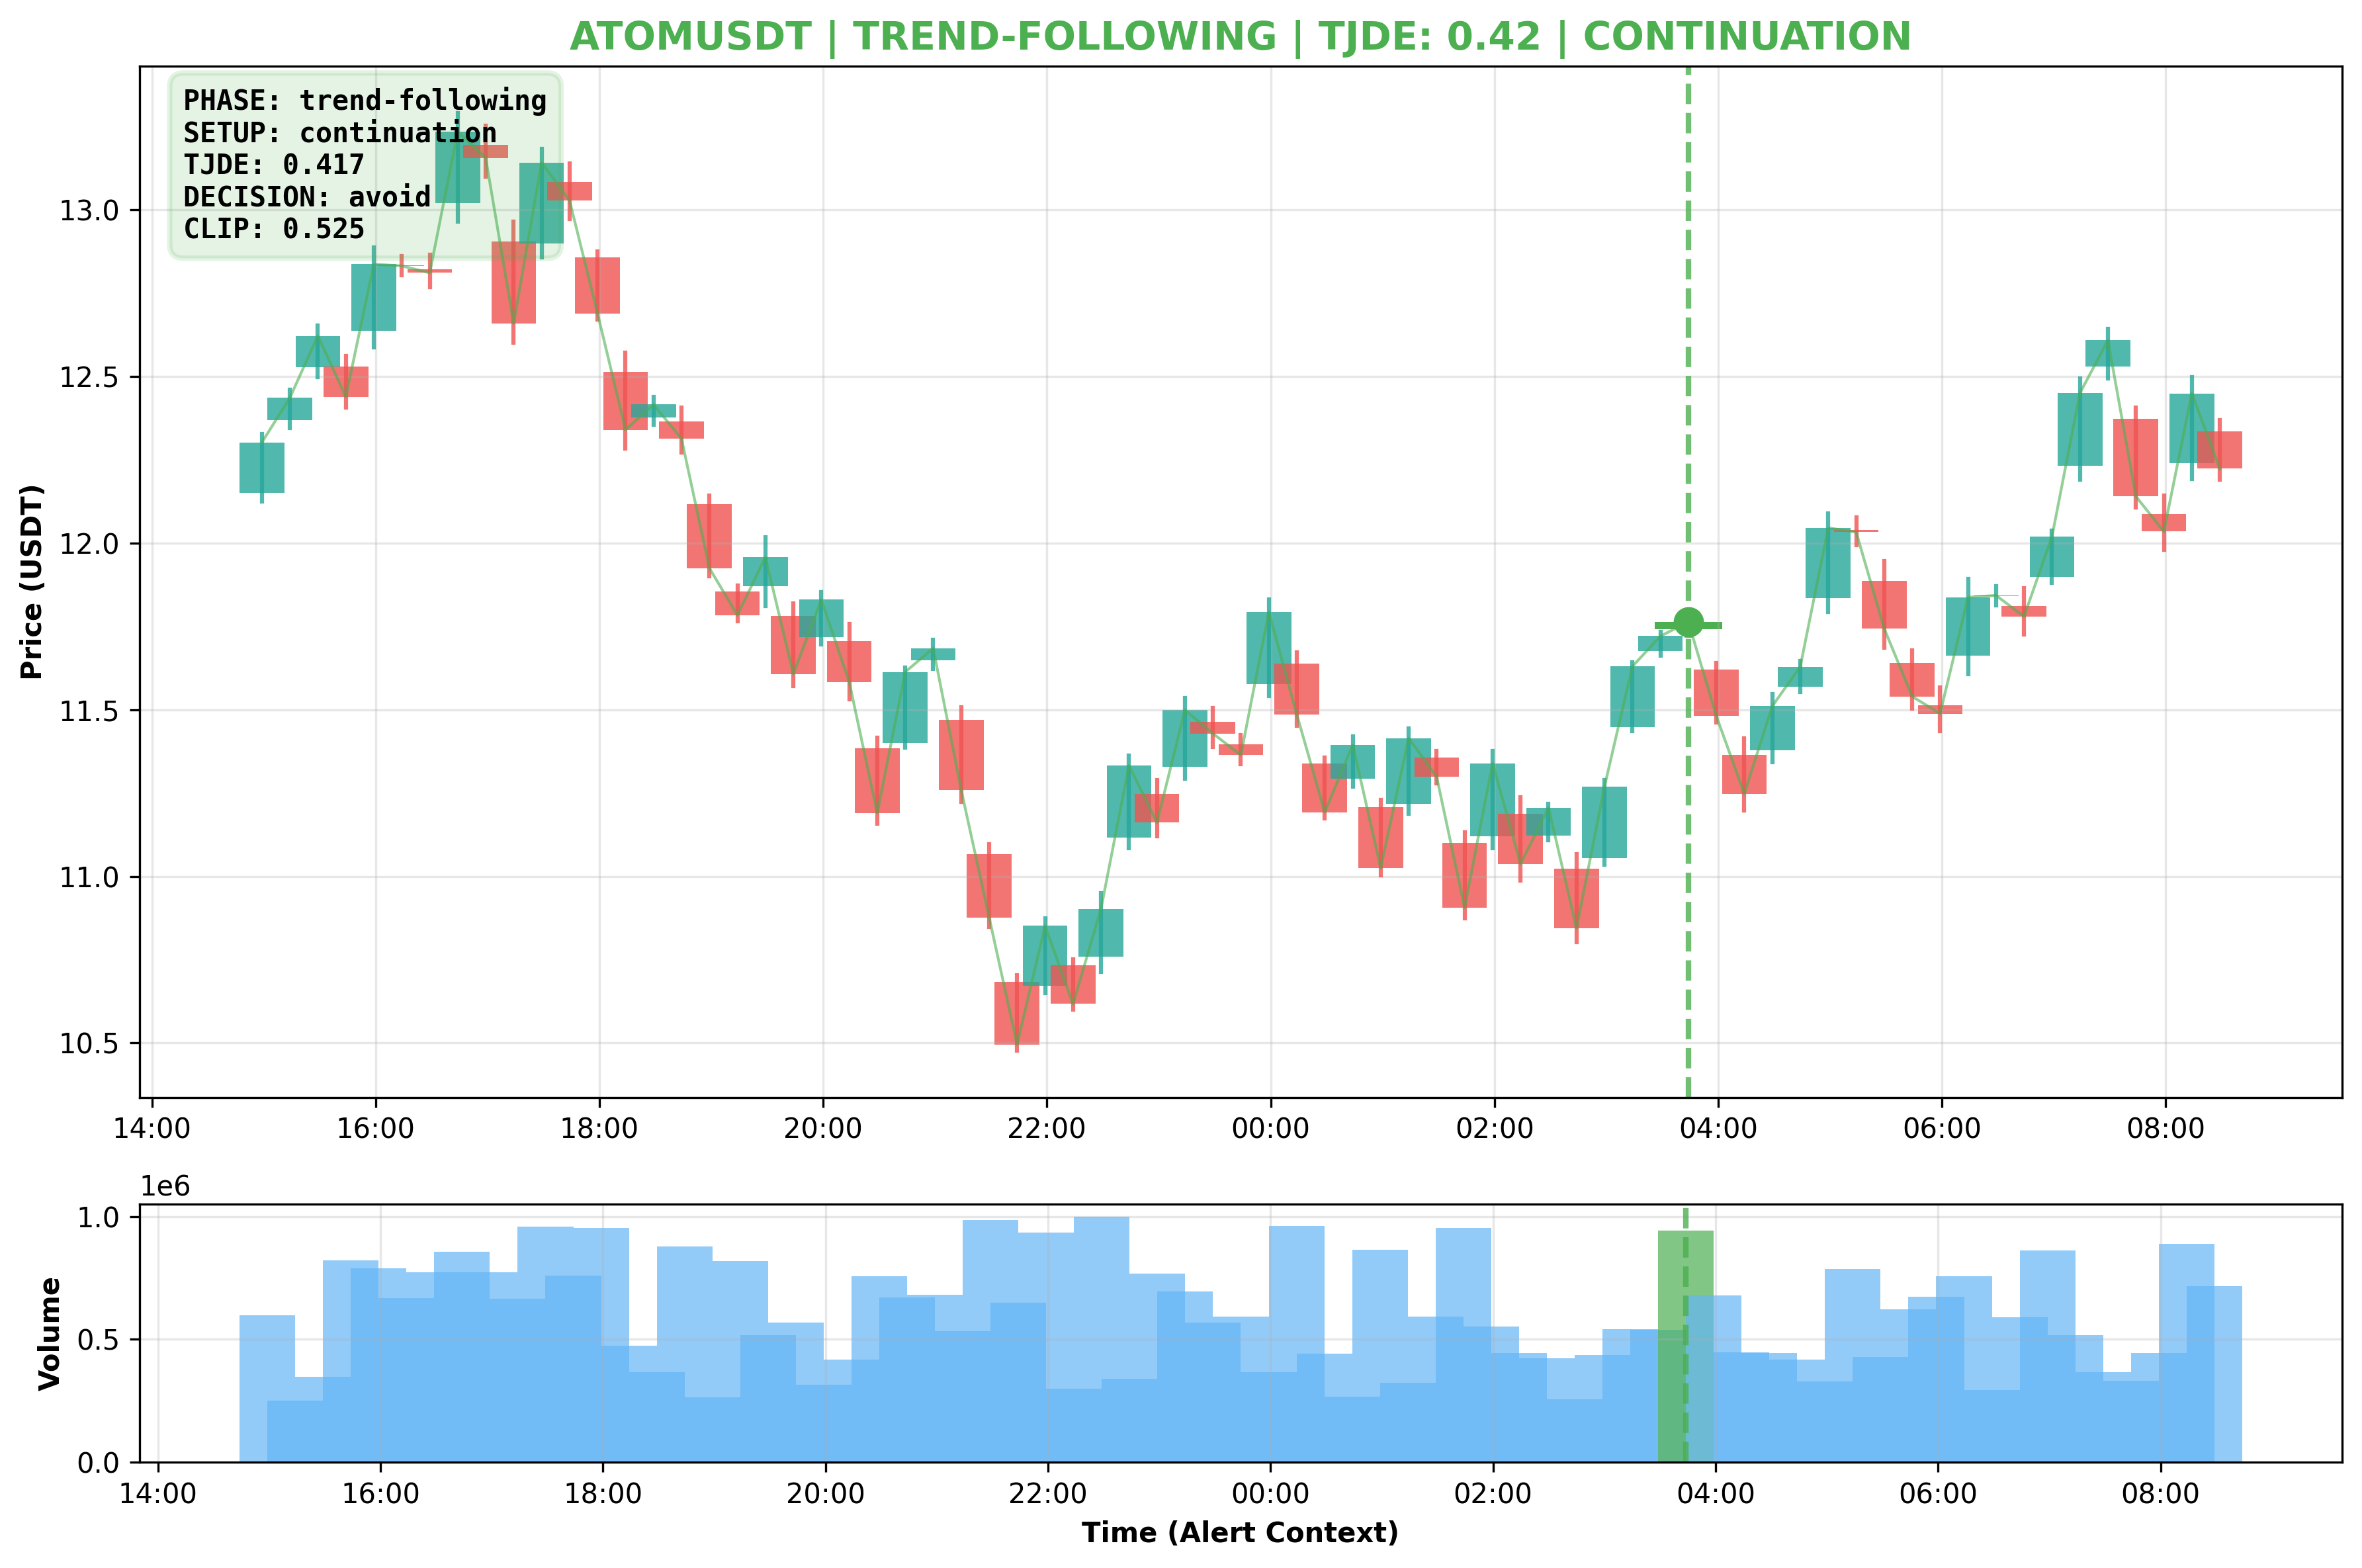 ATOMUSDT | TREND-FOLLOWING | TJDE: 0.42 | CONTINUATION
PHASE: trend-following
SETUP: continuation
TJDE: 0.417
DECISION: avoid
CLIP: 0.525
Price (USDT)
13.0
12.5
12.0
11.5
11.0
10.5
14:00 16:00 18:00 20:00 22:00 00:00 02:00 04:00 06:00 08:00
1e6
Volume
1.0
0.5
0.0
14:00 16:00 18:00 20:00 22:00 00:00 02:00 04:00 06:00 08:00
Time (Alert Context)